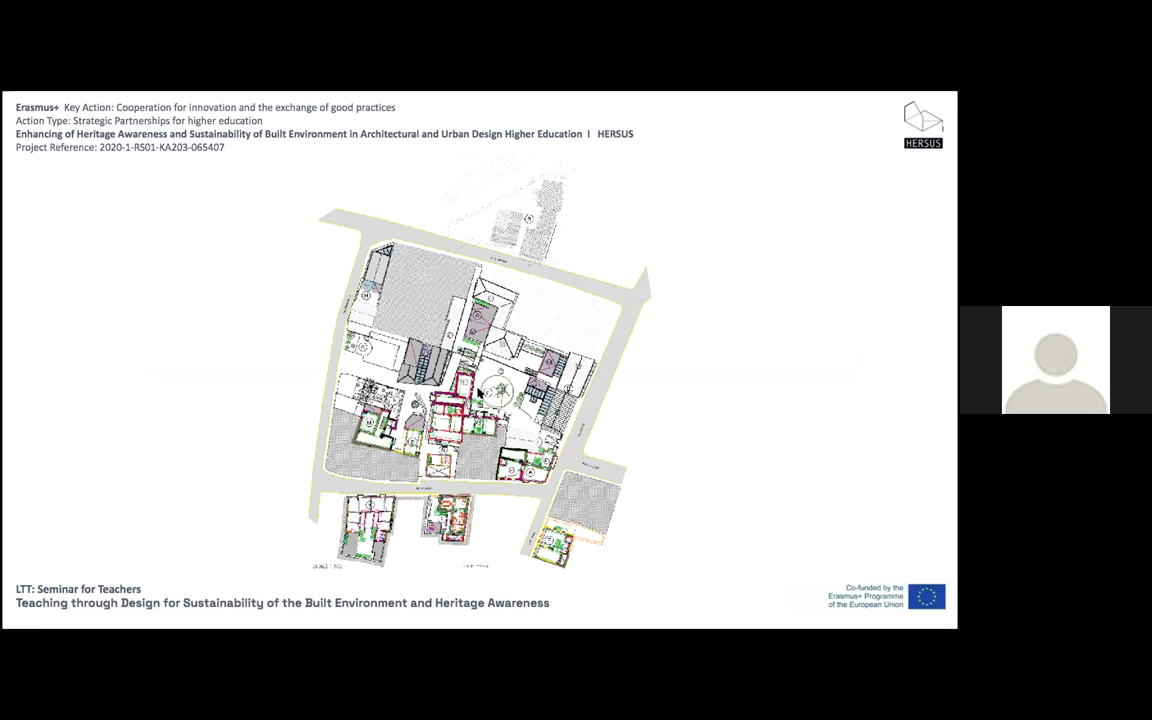 Erasmus+ Key Action: Cooperation for innovation and the exchange of good practices
Action Type: Strategic Partnerships for higher education
Enhancing of Heritage Awareness and Sustainability of Built Environment in Architectural and Urban Design Higher Education I HERSUS
Project Reference: 2020-1-RS01-KA203-065407
HERSUS
LTT: Seminar for Teachers
Teaching through Design for Sustainability of the Built Environment and Heritage Awareness
Co-funded by the
Erasmus+ Programme
of the European Union